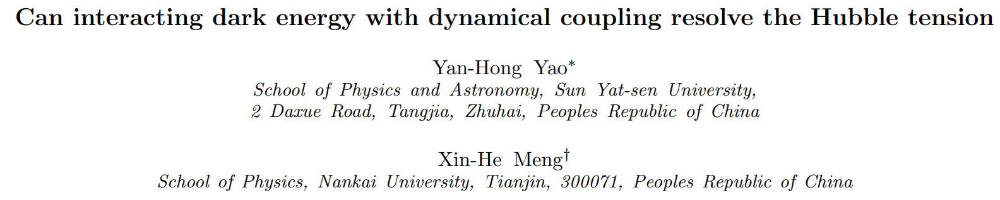 Can interacting dark energy with dynamical coupling resolve the Hubble tension
Yan-Hong Yao*
School of Physics and Astronomy, Sun Yat-sen University,
2 Daxue Road, Tangjia, Zhuhai, Peoples Republic of China
Xin-He Meng†
School of Physics, Nankai University, Tianjin, 300071, Peoples Republic of China